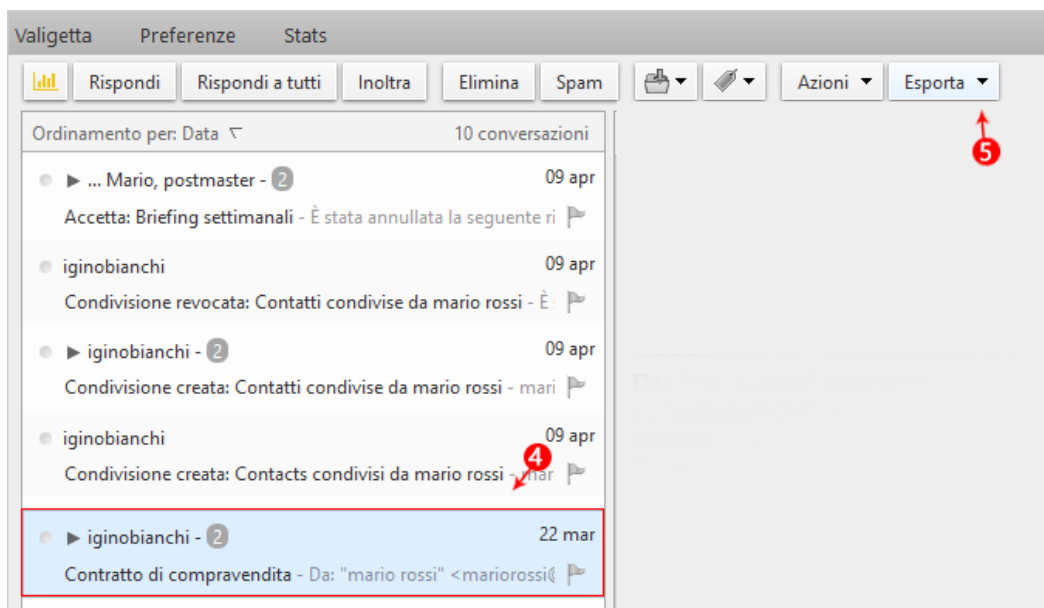 Valigetta Preferenze Stats
Rispondi Rispondi a tutti Inoltra Elimina Spam Azioni Esporta
5
Ordinamento per: Data 10 conversazioni
... Mario, postmaster - 2 09 apr
Accetta: Briefing settimanali - È stata annullata la seguente ri
iginobianchi 09 apr
Condivisione revocata: Contatti condivise da mario rossi - È
iginobianchi - 2 09 apr
Condivisione creata: Contatti condivise da mario rossi - mari
iginobianchi 09 apr
4
Condivisione creata: Contacts condivisi da mario rossi - mar
iginobianchi - 2 22 mar
Contratto di compravendita - Da: "mario rossi" <mariorossi@